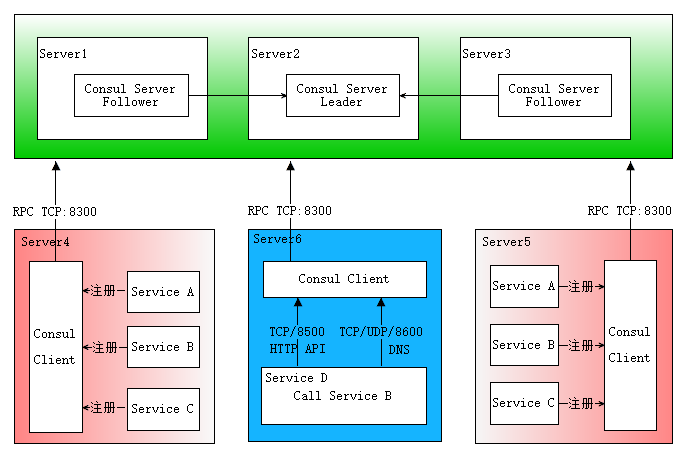 Server1
Server2
Server3
Consul Server
Follower
Consul Server
Leader
Consul Server
Follower
RPC TCP:8300
RPC TCP:8300
RPC TCP:8300
Server4
Consul
Client
注册
Service A
注册
Service B
注册
Service C
Server6
Consul Client
TCP/8500
HTTP API
TCP/UDP/8600
DNS
Service D
Call Service B
Server5
Service A
注册
Service B
注册
Service C
注册
Consul
Client